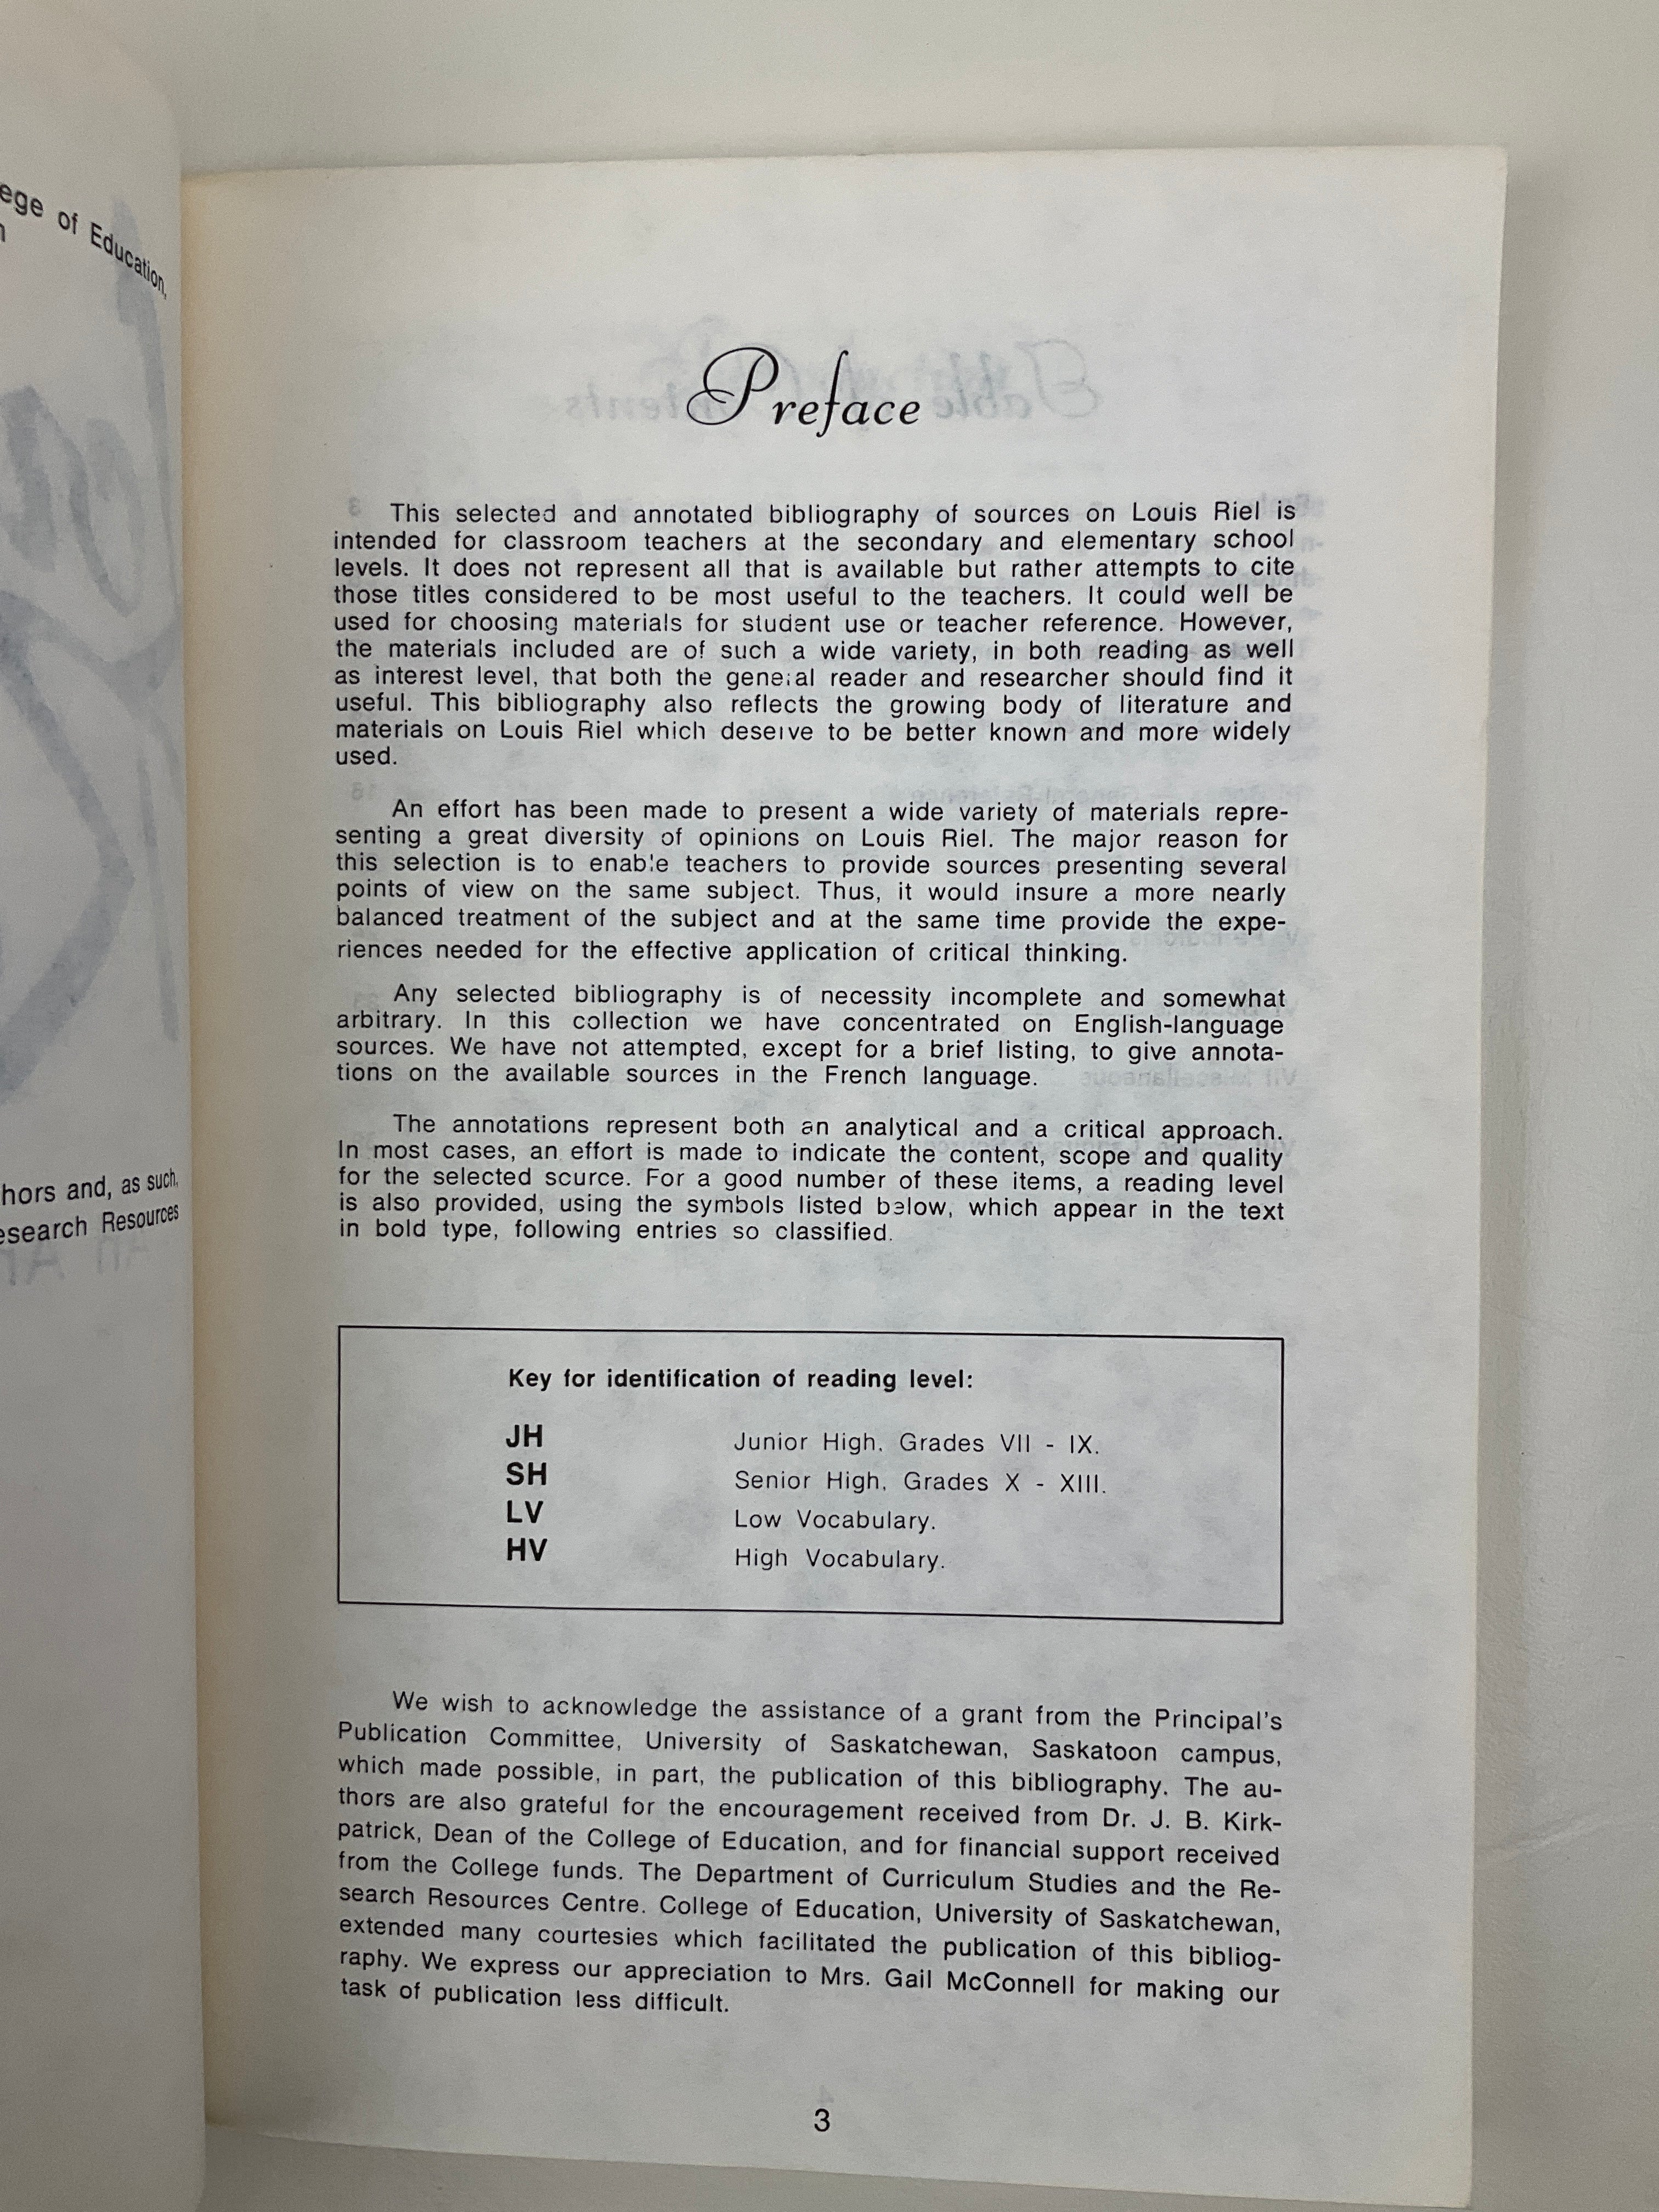 ege of Education,
Preface
This selected and annotated bibliography of sources on Louis Riel is
intended for classroom teachers at the secondary and elementary school
levels. It does not represent all that is available but rather attempts to cite
those titles considered to be most useful to the teachers. It could well be
used for choosing materials for student use or teacher reference. However,
the materials included are of such a wide variety, in both reading as well
as interest level, that both the general reader and researcher should find it
useful. This bibliography also reflects the growing body of literature and
materials on Louis Riel which deserve to be better known and more widely
used.
An effort has been made to present a wide variety of materials repre-
senting a great diversity of opinions on Louis Riel. The major reason for
this selection is to enable teachers to provide sources presenting several
points of view on the same subject. Thus, it would insure a more nearly
balanced treatment of the subject and at the same time provide the expe-
riences needed for the effective application of critical thinking.
Any selected bibliography is of necessity incomplete and somewhat
arbitrary. In this collection we have concentrated on English-language
sources. We have not attempted, except for a brief listing, to give annota-
tions on the available sources in the French language.
The annotations represent both an analytical and a critical approach.
In most cases, an effort is made to indicate the content, scope and quality
for the selected scurce. For a good number of these items, a reading level
is also provided, using the symbols listed below, which appear in the text
in bold type, following entries so classified.
hors and, as such,
esearch Resources
Key for identification of reading level:
JH Junior High. Grades VII - IX.
SH Senior High, Grades X - XIII.
LV Low Vocabulary.
HV High Vocabulary.
We wish to acknowledge the assistance of a grant from the Principal's
Publication Committee, University of Saskatchewan, Saskatoon campus,
which made possible, in part, the publication of this bibliography. The au-
thors are also grateful for the encouragement received from Dr. J. B. Kirk-
patrick, Dean of the College of Education, and for financial support received
from the College funds. The Department of Curriculum Studies and the Re-
search Resources Centre. College of Education, University of Saskatchewan,
extended many courtesies which facilitated the publication of this bibliog-
raphy. We express our appreciation to Mrs. Gail McConnell for making our
task of publication less difficult.
3